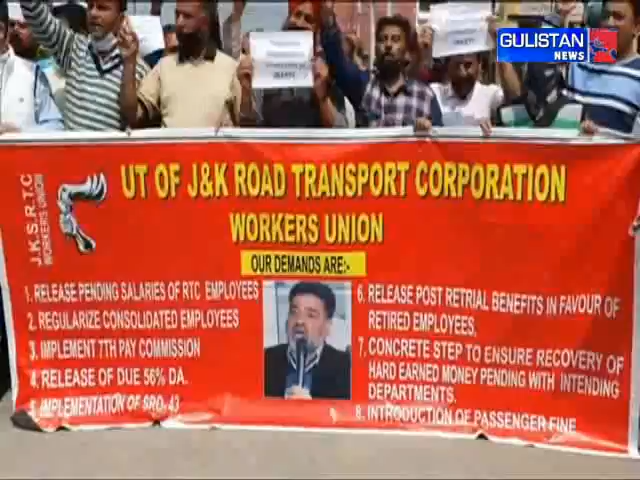 GULISTAN
NEWS
J.K.S.R.T.C
WORKERS UNION
UT OF J&K ROAD TRANSPORT CORPORATION
WORKERS UNION
OUR DEMANDS ARE:-
1. RELEASE PENDING SALARIES OF RTC EMPLOYEES
2. REGULARIZE CONSOLIDATED EMPLOYEES
3. IMPLEMENT 7TH PAY COMMISSION
4. RELEASE OF DUE 56% DA.
5. IMPLEMENTATION OF SRO-43
6. RELEASE POST RETRIAL BENEFITS IN FAVOUR OF
RETIRED EMPLOYEES.
7. CONCRETE STEP TO ENSURE RECOVERY OF
HARD EARNED MONEY PENDING WITH INTENDING
DEPARTMENTS.
8. INTRODUCTION OF PASSENGER FINE